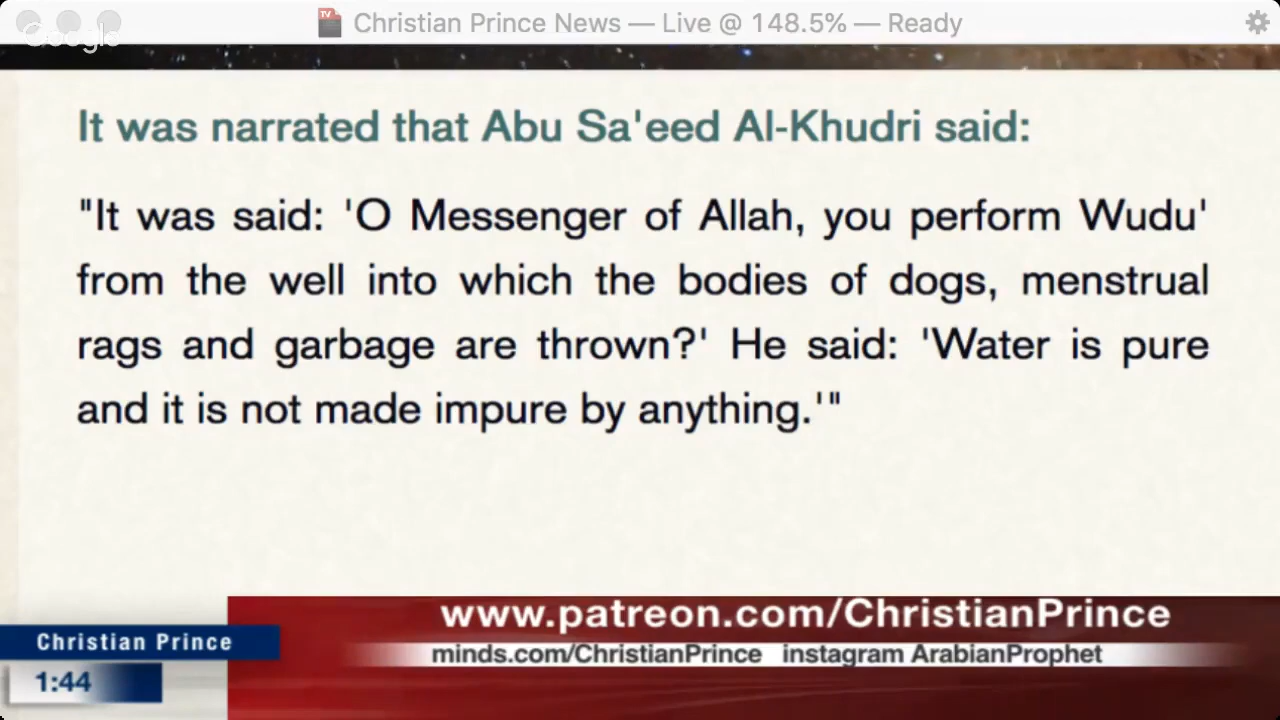 Christian Prince News — Live @ 148.5% — Ready
Google
It was narrated that Abu Sa'eed Al-Khudri said:
"It was said: 'O Messenger of Allah, you perform Wudu'
from the well into which the bodies of dogs, menstrual
rags and garbage are thrown?' He said: 'Water is pure
and it is not made impure by anything.'"
www.patreon.com/ChristianPrince
Christian Prince
minds.com/ChristianPrince instagram ArabianProphet
1:44